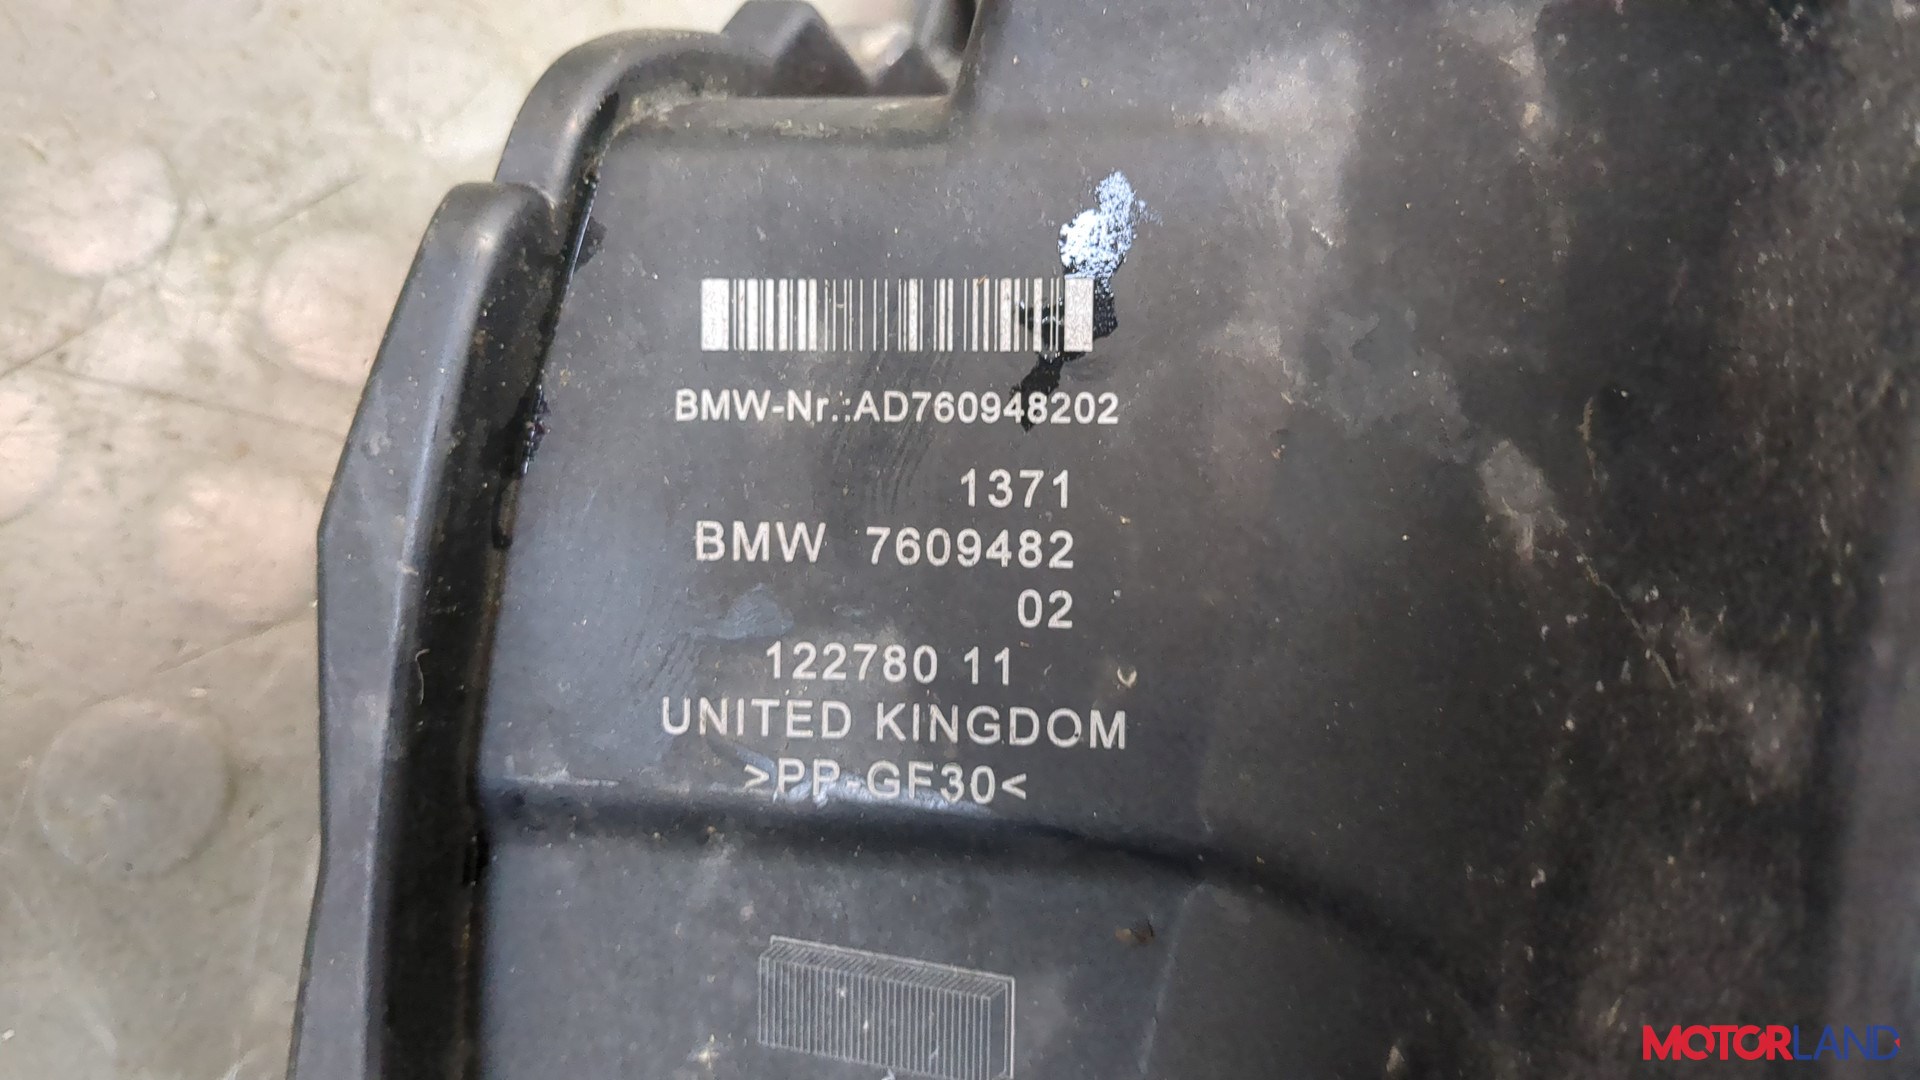 BMW-Nr.:AD760948202
1371
BMW 7609482
02
122780 11
UNITED KINGDOM
>PP-GF30<
MOTORLAND